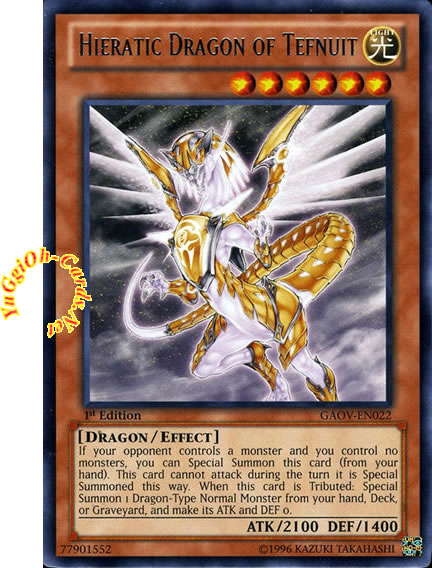 HIERATIC DRAGON OF TEFNUIT
LIGHT
光
YuGgiOh-Cards.Net
1st Edition
GAOV-EN022
[DRAGON/EFFECT]
If your opponent controls a monster and you control no
monsters, you can Special Summon this card (from your
hand). This card cannot attack during the turn it is Special
Summoned this way. When this card is Tributed: Special
Summon 1 Dragon-Type Normal Monster from your hand, Deck,
or Graveyard, and make its ATK and DEF 0.
ATK/2100 DEF/1400
77901552
©1996 KAZUKI TAKAHASHI